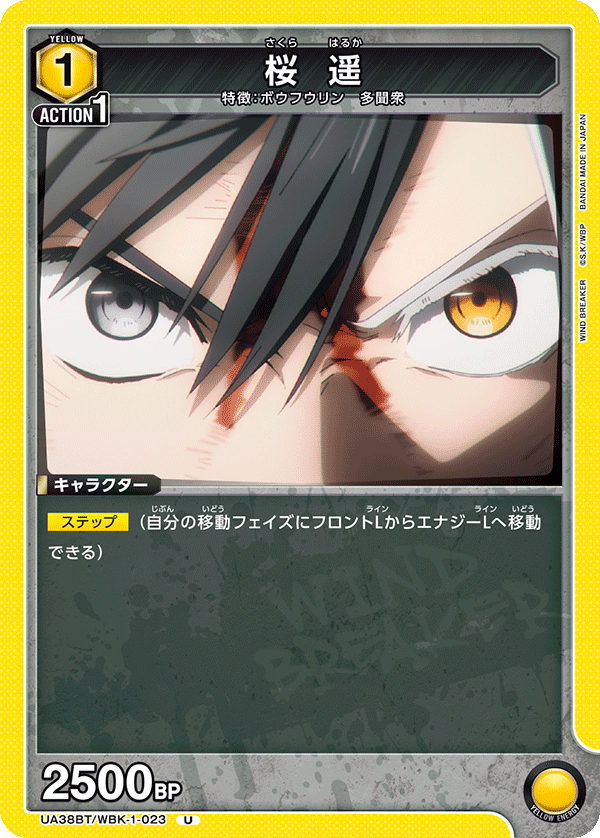 YELLOW
1
ACTION1
さくら はるか
桜 遥
特徴:ボウフウリン 多聞衆
WIND BREAKER ©S.K/WBP BANDAI MADE IN JAPAN
キャラクター
じぶん いどう ライン ライン いどう
ステップ (自分の移動フェイズにフロントLからエナジーLへ移動
できる)
WIND
BREAKER
2500BP
UA38BT/WBK-1-023 U
YELLOW ENERGY